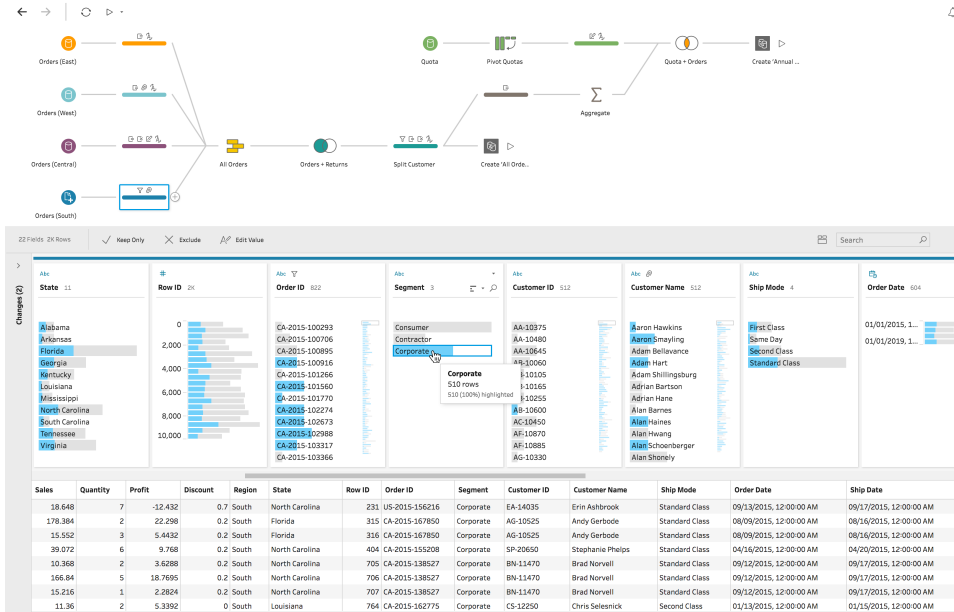 Orders (East)
Quota
Pivot Quotas
Quota + Orders
Create 'Annual ...
Orders (West)
Aggregate
Orders (Central)
All Orders
Orders + Returns
Split Customer
Create 'All Orde...
Orders (South)
22 Fields 2K Rows
Keep Only
Exclude
Edit Value
Search
Changes (2)
Abc
State 11
Alabama
Arkansas
Florida
Georgia
Kentucky
Louisiana
Mississippi
North Carolina
South Carolina
Tennessee
Virginia
#
Row ID 2K
0
2,000
4,000
6,000
8,000
10,000
Abc
Order ID 822
CA-2015-100293
CA-2015-100706
CA-2015-100895
CA-2015-100916
CA-2015-101266
CA-2015-101560
CA-2015-101770
CA-2015-102274
CA-2015-102673
CA-2015-102988
CA-2015-103317
CA-2015-103366
Abc
Segment 3
Consumer
Contractor
Corporate
Corporate
510 rows
510 (100%) highlighted
Abc
Customer ID 512
AA-10375
AA-10480
AA-10645
AB-10060
-10105
-10165
-10255
AB-10600
AC-10450
AF-10870
AF-10885
AG-10330
Abc
Customer Name 512
Aaron Hawkins
Aaron Smayling
Adam Bellavance
Adam Hart
Adam Shillingsburg
Adrian Bartson
Adrian Hane
Alan Barnes
Alan Haines
Alan Hwang
Alan Schoenberger
Alan Shonely
Abc
Ship Mode 4
First Class
Same Day
Second Class
Standard Class
Order Date 604
01/01/2015, 1...
01/01/2019, 1...
Sales Quantity Profit Discount Region State Row ID Order ID Segment Customer ID Customer Name Ship Mode Order Date Ship Date
18.648 7 -12.432 0.7 South North Carolina 231 US-2015-156216 Corporate EA-14035 Erin Ashbrook Standard Class 09/13/2015, 12:00:00 AM 09/17/2015, 12:00:00 AM
178.384 2 22.298 0.2 South Florida 315 CA-2015-167850 Corporate AG-10525 Andy Gerbode Standard Class 08/09/2015, 12:00:00 AM 08/16/2015, 12:00:00 AM
15.552 3 5.4432 0.2 South Florida 316 CA-2015-167850 Corporate AG-10525 Andy Gerbode Standard Class 08/09/2015, 12:00:00 AM 08/16/2015, 12:00:00 AM
39.072 6 9.768 0.2 South North Carolina 404 CA-2015-155208 Corporate SP-20650 Stephanie Phelps Standard Class 04/16/2015, 12:00:00 AM 04/20/2015, 12:00:00 AM
10.368 2 3.6288 0.2 South North Carolina 705 CA-2015-138527 Corporate BN-11470 Brad Norvell Standard Class 09/12/2015, 12:00:00 AM 09/17/2015, 12:00:00 AM
166.84 5 18.7695 0.2 South North Carolina 706 CA-2015-138527 Corporate BN-11470 Brad Norvell Standard Class 09/12/2015, 12:00:00 AM 09/17/2015, 12:00:00 AM
15.216 1 2.2824 0.2 South North Carolina 707 CA-2015-138527 Corporate BN-11470 Brad Norvell Standard Class 09/12/2015, 12:00:00 AM 09/17/2015, 12:00:00 AM
11.36 2 5.3392 0 South Louisiana 764 CA-2015-162775 Corporate CS-12250 Chris Selesnick Second Class 01/13/2015, 12:00:00 AM 01/15/2015, 12:00:00 AM